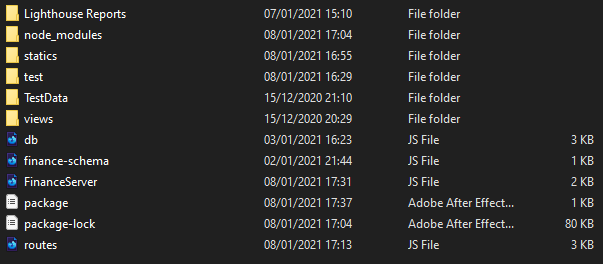 Lighthouse Reports 07/01/2021 15:10 File folder
node_modules 08/01/2021 17:04 File folder
statics 08/01/2021 16:55 File folder
test 08/01/2021 16:29 File folder
TestData 15/12/2020 21:10 File folder
views 15/12/2020 20:29 File folder
db 03/01/2021 16:23 JS File 3 KB
finance-schema 02/01/2021 21:44 JS File 1 KB
FinanceServer 08/01/2021 17:31 JS File 2 KB
package 08/01/2021 17:37 Adobe After Effect... 1 KB
package-lock 08/01/2021 17:04 Adobe After Effect... 80 KB
routes 08/01/2021 17:13 JS File 3 KB